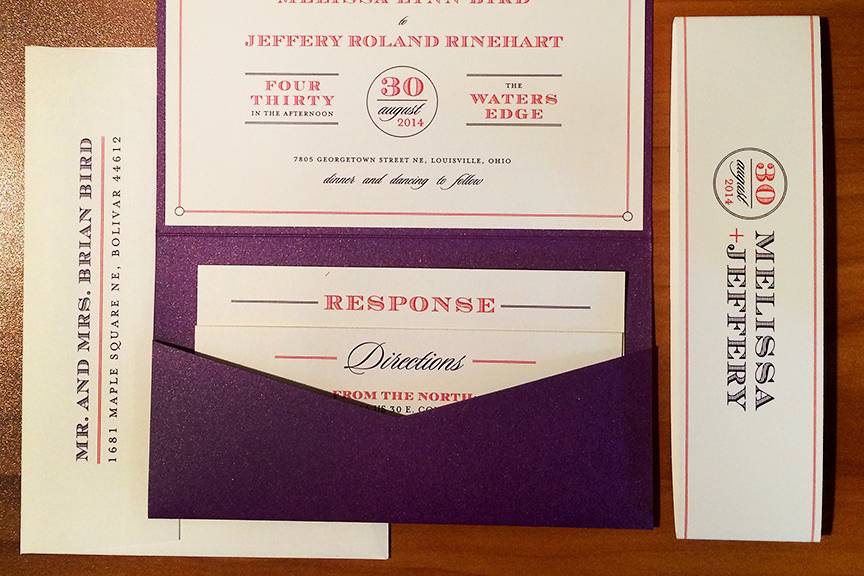 MELISSA LYNN BIRD
to
JEFFERY ROLAND RINEHART
FOUR
THIRTY
IN THE AFTERNOON
30
august
2014
THE
WATERS
EDGE
7805 GEORGETOWN STREET NE, LOUISVILLE, OHIO
dinner and dancing to follow
RESPONSE
Directions
FROM THE NORTH
US 30 E.
MR. AND MRS. BRIAN BIRD
1681 MAPLE SQUARE NE, BOLIVAR 44612
30
august
2014
MELISSA
+JEFFERY